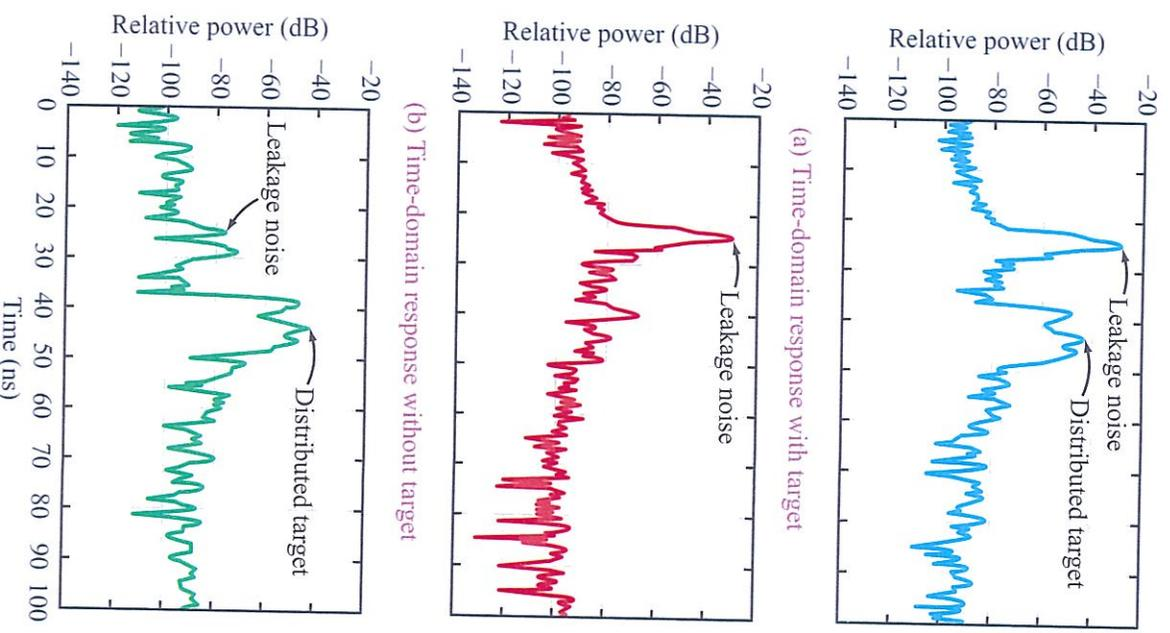 Relative power (dB)
−20
−40
−60
−80
−100
−120
−140
Leakage noise
Distributed target
(a) Time-domain response with target
Relative power (dB)
−20
−40
−60
−80
−100
−120
−140
Leakage noise
(b) Time-domain response without target
Relative power (dB)
−20
−40
−60
−80
−100
−120
−140
Leakage noise
Distributed target
0 10 20 30 40 50 60 70 80 90 100
Time (ns)